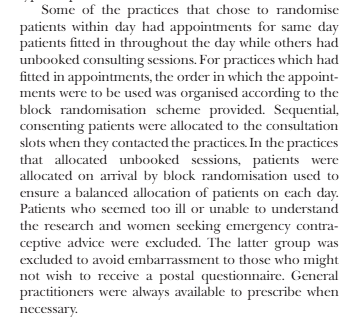 Some of the practices that chose to randomise
patients within day had appointments for same day
patients fitted in throughout the day while others had
unbooked consulting sessions. For practices which had
fitted in appointments, the order in which the appoint-
ments were to be used was organised according to the
block randomisation scheme provided. Sequential,
consenting patients were allocated to the consultation
slots when they contacted the practices. In the practices
that allocated unbooked sessions, patients were
allocated on arrival by block randomisation used to
ensure a balanced allocation of patients on each day.
Patients who seemed too ill or unable to understand
the research and women seeking emergency contra-
ceptive advice were excluded. The latter group was
excluded to avoid embarrassment to those who might
not wish to receive a postal questionnaire. General
practitioners were always available to prescribe when
necessary.